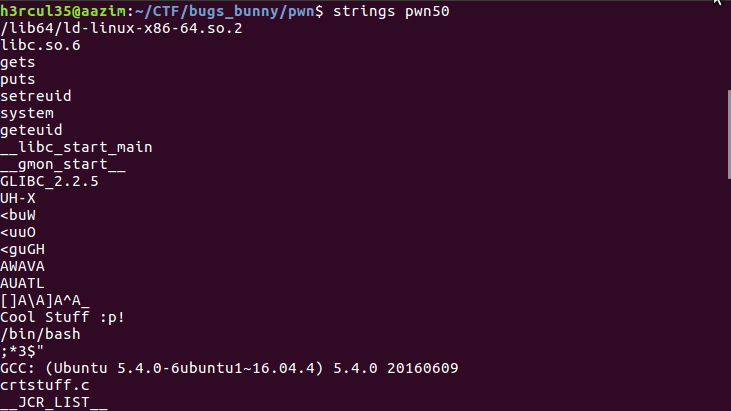 h3rcul35@aazim:~/CTF/bugs_bunny/pwn$ strings pwn50
/lib64/ld-linux-x86-64.so.2
libc.so.6
gets
puts
setreuid
system
geteuid
__libc_start_main
__gmon_start__
GLIBC_2.2.5
UH-X
<buW
<uuO
<guGH
AWAVA
AUATL
[]A\A]A^A_
Cool Stuff :p!
/bin/bash
;*3$"
GCC: (Ubuntu 5.4.0-6ubuntu1~16.04.4) 5.4.0 20160609
crtstuff.c
__JCR_LIST__